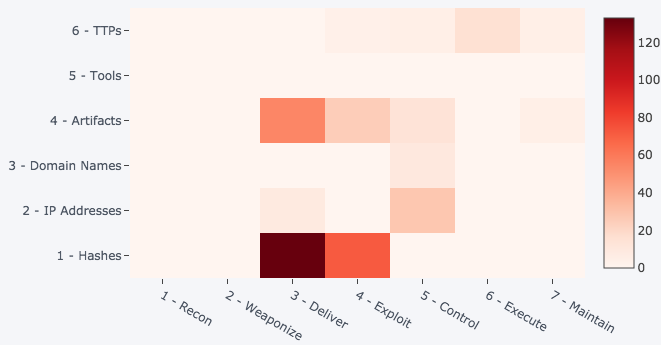 6 - TTPs
5 - Tools
4 - Artifacts
3 - Domain Names
2 - IP Addresses
1 - Hashes
1 - Recon
2 - Weaponize
3 - Deliver
4 - Exploit
5 - Control
6 - Execute
7 - Maintain
120
100
80
60
40
20
0